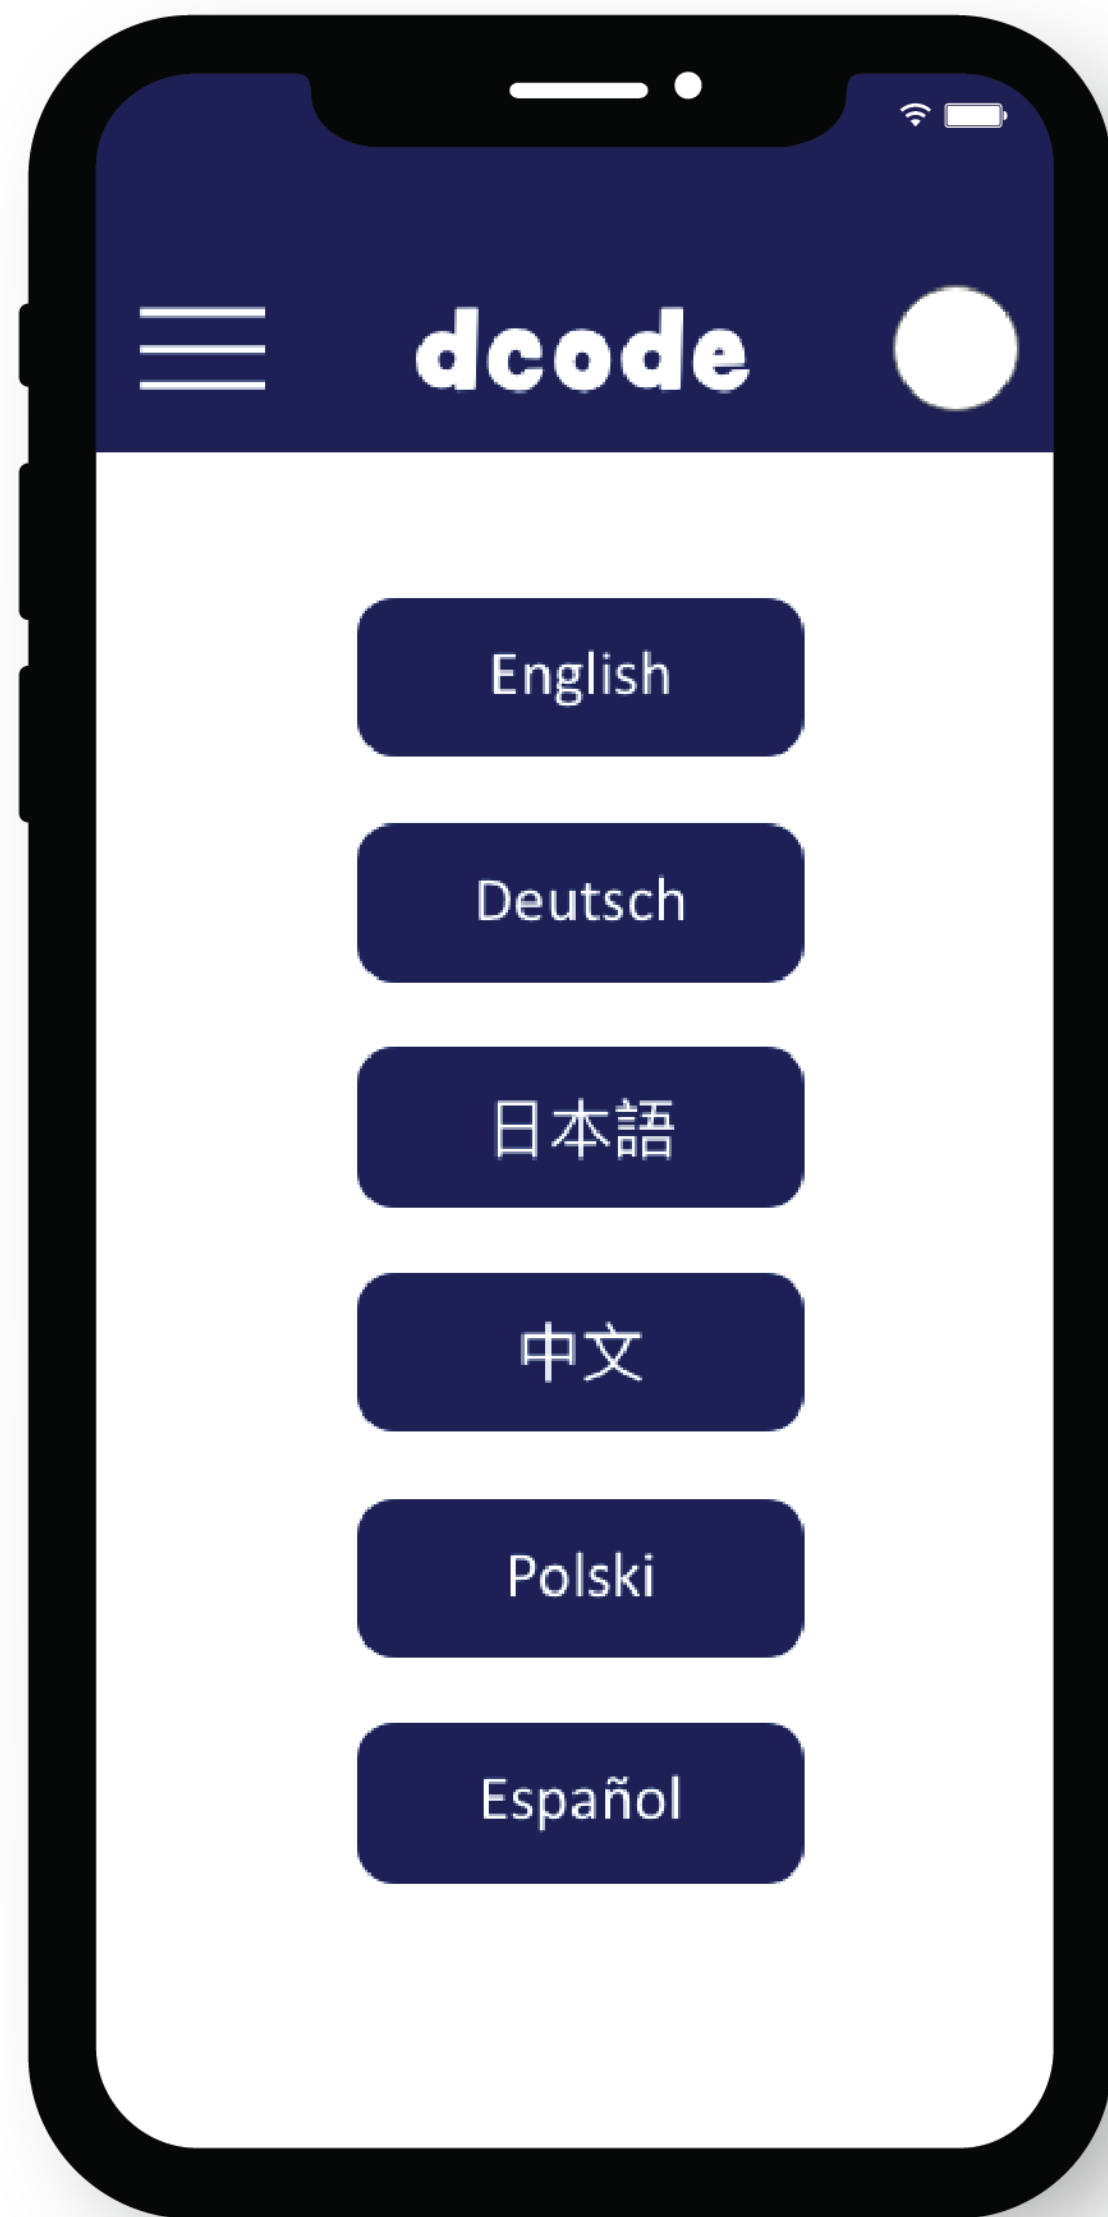 dcode
English
Deutsch
日本語
中文
Polski
Español